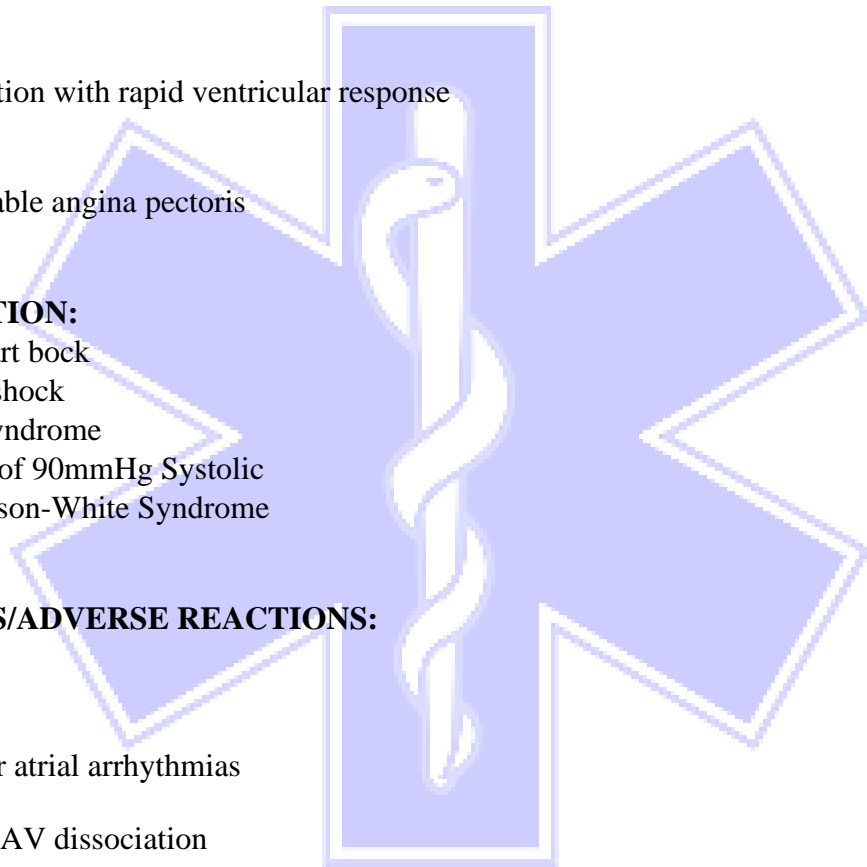 tion with rapid ventricular response
able angina pectoris
TION:
rt bock
shock
yndrome
of 90mmHg Systolic
son-White Syndrome
S/ADVERSE REACTIONS:
r atrial arrhythmias
AV dissociation